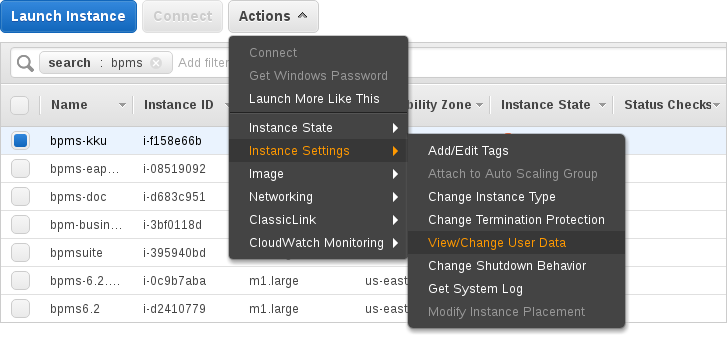 Launch Instance Connect Actions
search : bpms Add filter
Name Instance ID bility Zone Instance State Status Checks
bpms-kku i-f158e66b
bpms-eap... i-08519092
bpms-doc i-d683c951
bpm-busin... i-3bf0118d
bpmsuite i-395940bd
bpms-6.2.... i-0c9b7aba m1.large us-east
bpms6.2 i-d2410779 m1.large us-east
Connect
Get Windows Password
Launch More Like This
Instance State
Instance Settings
Image
Networking
ClassicLink
CloudWatch Monitoring
Add/Edit Tags
Attach to Auto Scaling Group
Change Instance Type
Change Termination Protection
View/Change User Data
Change Shutdown Behavior
Get System Log
Modify Instance Placement